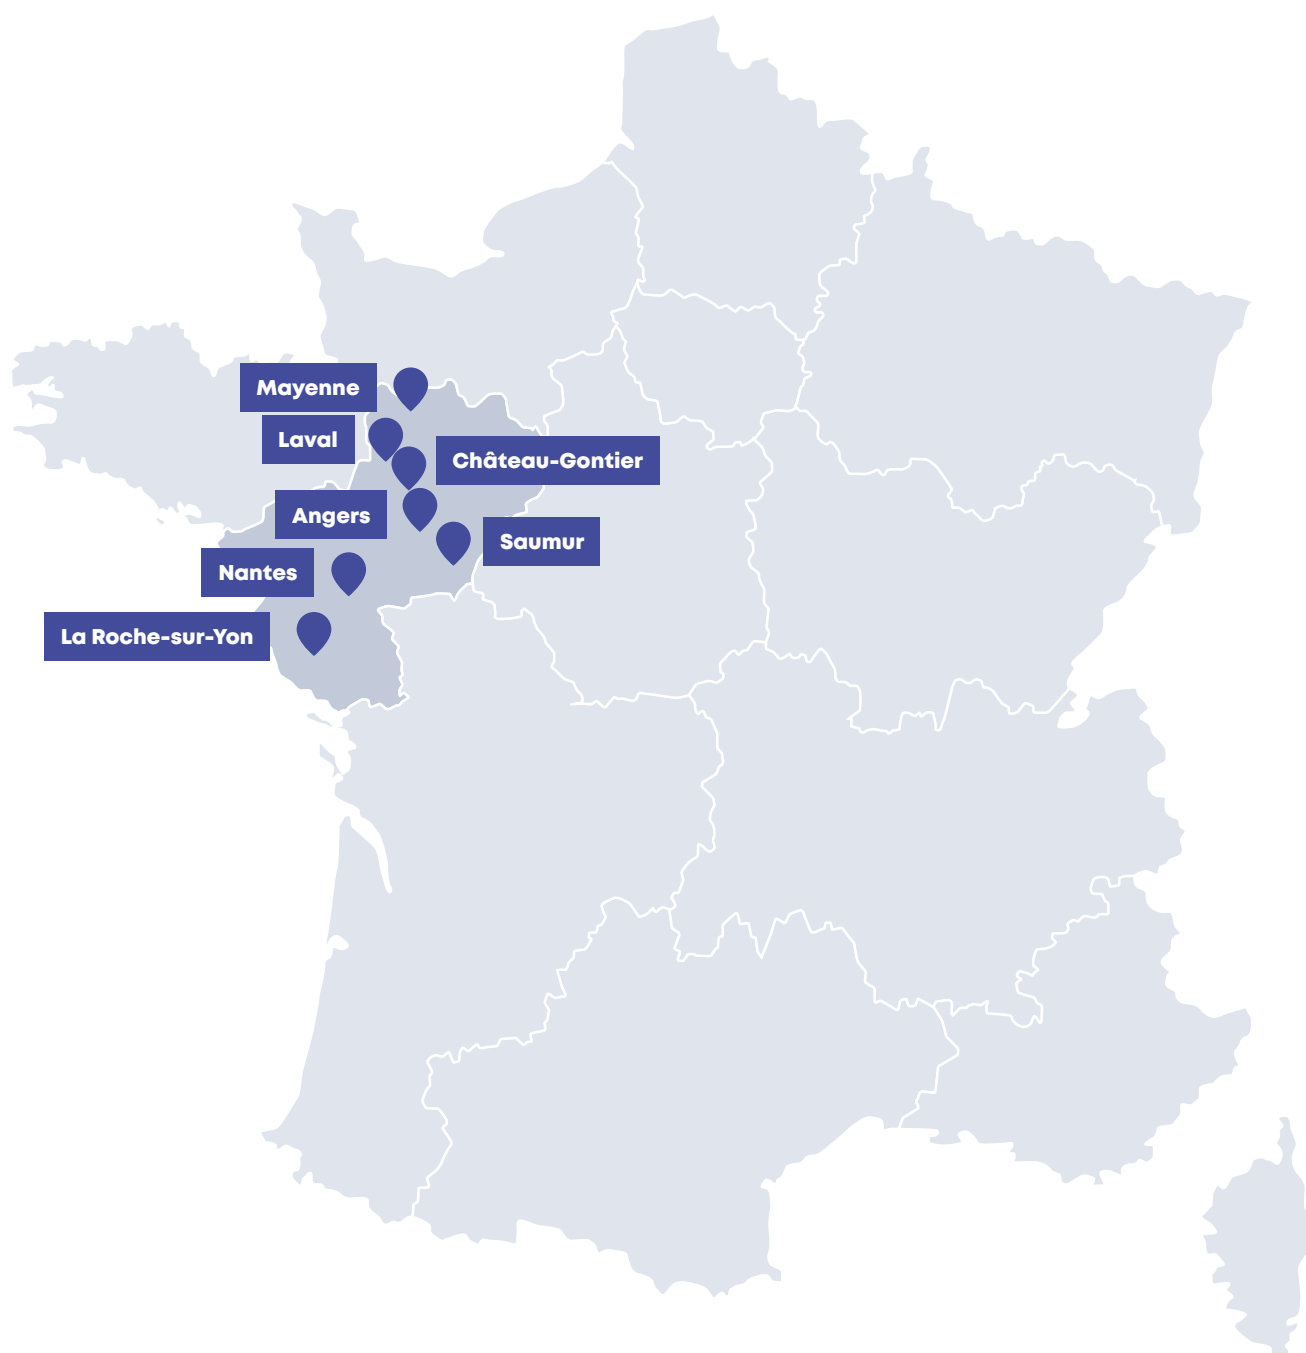 Mayenne
Laval
Château-Gontier
Angers
Saumur
Nantes
La Roche-sur-Yon